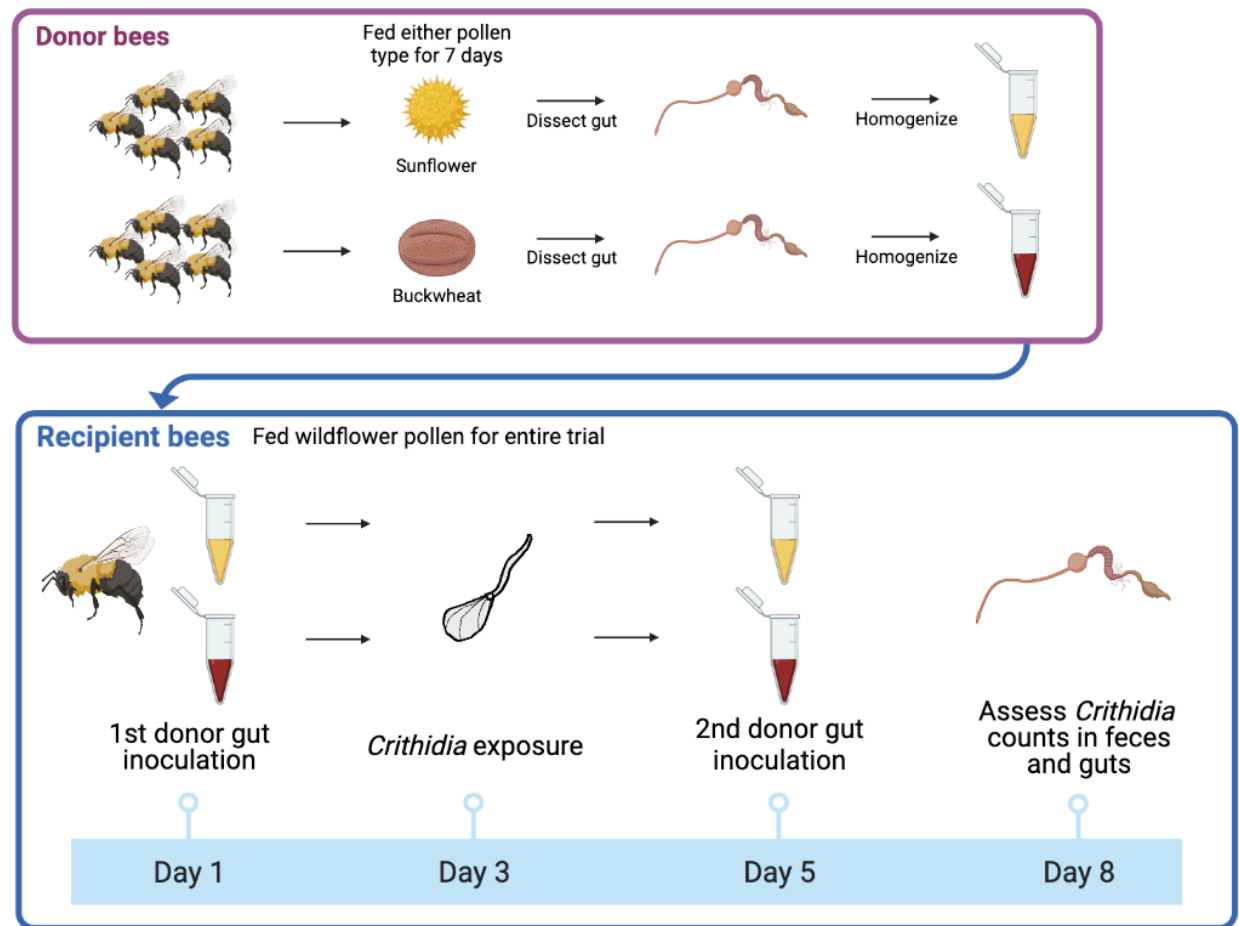 Donor bees
Fed either pollen
type for 7 days
Sunflower
Dissect gut
Homogenize
Buckwheat
Dissect gut
Homogenize
Recipient bees
Fed wildflower pollen for entire trial
1st donor gut
inoculation
Crithidia exposure
2nd donor gut
inoculation
Assess Crithidia
counts in feces
and guts
Day 1
Day 3
Day 5
Day 8